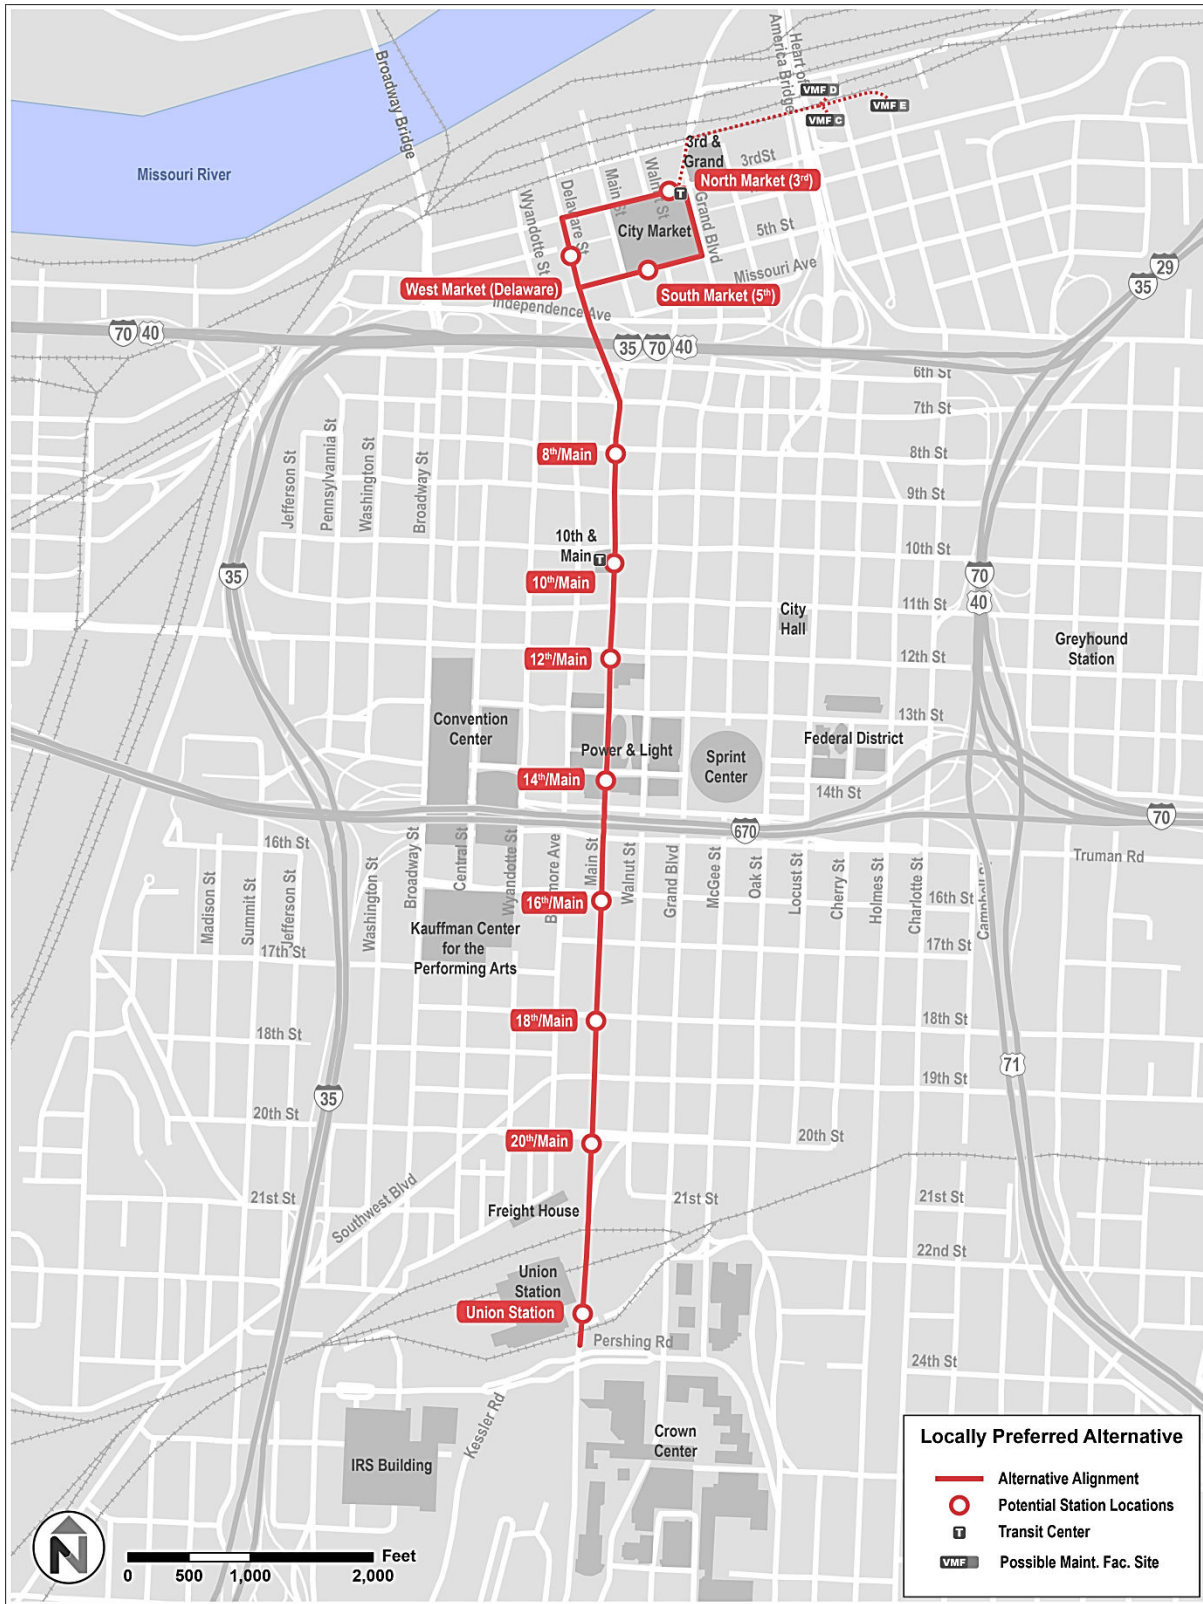 Broadway Bridge
Heart of
America Bridge
VMF D
VMF E
VMF C
Missouri River
3rd &
Grand
3rdSt
North Market (3rd)
T
Wyandotte St
Delaware St
Main St
Walnut St
Grand Blvd
City Market
5th St
Missouri Ave
West Market (Delaware)
South Market (5th)
Independence Ave
29
35
70
40
35
70
40
6th St
7th St
8th/Main
8th St
Jefferson St
Pennsylvannia St
Washington St
Broadway St
9th St
10th &
Main
T
10th St
10th/Main
35
70
40
City
Hall
11th St
Greyhound
Station
12th/Main
12th St
Convention
Center
13th St
Power & Light
Sprint
Center
Federal District
14th/Main
14th St
670
70
16th St
Truman Rd
Madison St
Summit St
Jefferson St
Washington St
Broadway St
Central St
Wyandotte St
Main St
Walnut St
Grand Blvd
McGee St
Oak St
Locust St
Cherry St
Holmes St
Charlotte St
16th/Main
16th St
Kauffman Center
for the
Performing Arts
17th St
17th St
18th/Main
18th St
18th St
71
19th St
35
20th St
20th/Main
20th St
21st St
Southwest Blvd
Freight House
21st St
21st St
22nd St
Union
Station
Union Station
Pershing Rd
24th St
Kessler Rd
Crown
Center
IRS Building
Locally Preferred Alternative
Alternative Alignment
Potential Station Locations
T Transit Center
VMF Possible Maint. Fac. Site
N
Feet
0 500 1,000 2,000